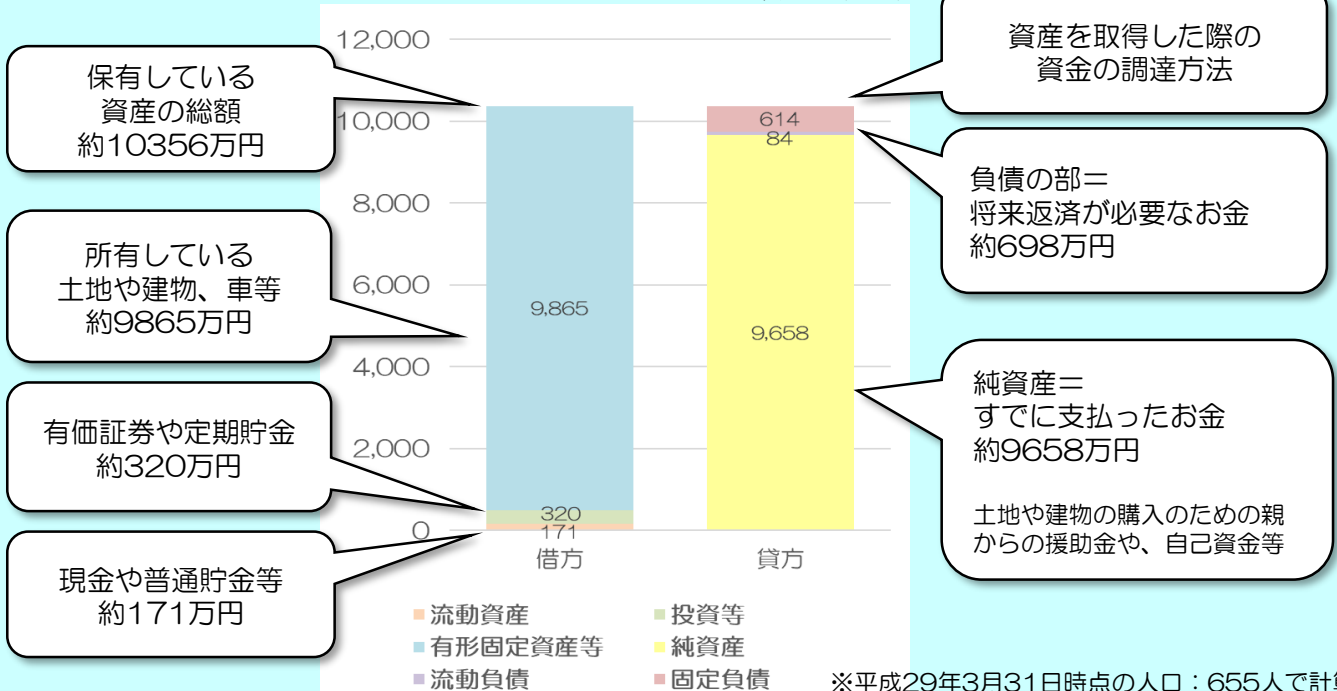 保有している
資産の総額
約10356万円
所有している
土地や建物、車等
約9865万円
有価証券や定期貯金
約320万円
現金や普通貯金等
約171万円
12,000
10,000
8,000
6,000
4,000
2,000
0
9,865
320
171
614
84
9,658
借方
貸方
流動資産
投資等
有形固定資産等
純資産
流動負債
固定負債
資産を取得した際の
資金の調達方法
負債の部＝
将来返済が必要なお金
約698万円
純資産＝
すでに支払ったお金
約9658万円
土地や建物の購入のための親
からの援助金や、自己資金等
※平成29年3月31日時点の人口：655人で計